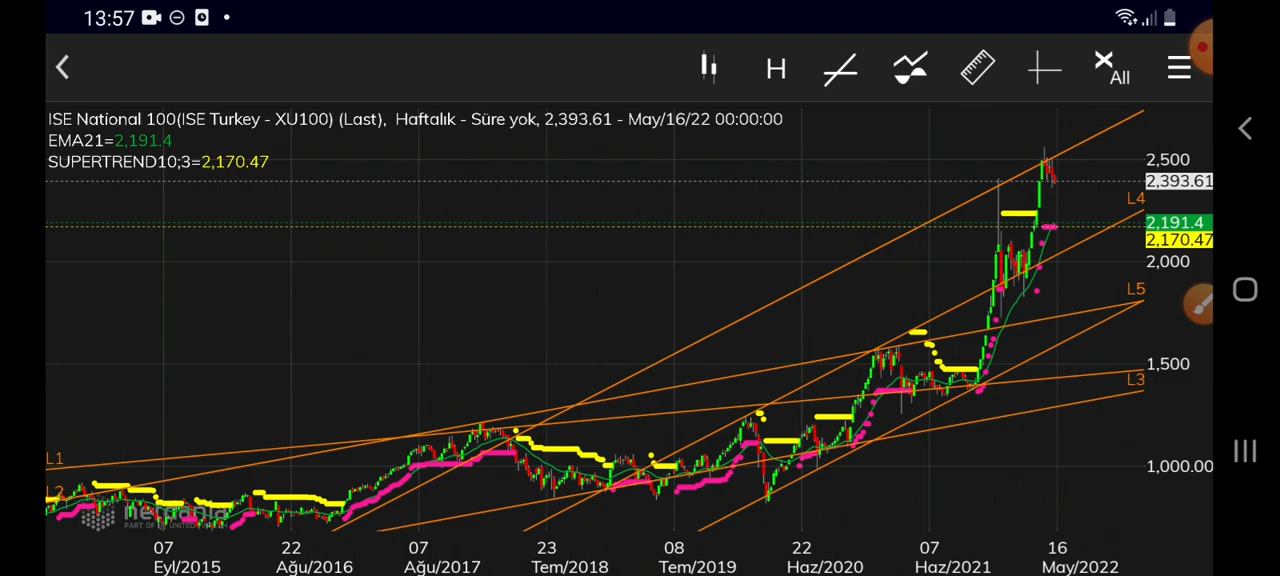 13:57
H
All
ISE National 100(ISE Turkey - XU100) (Last), Haftalık - Süre yok, 2,393.61 - May/16/22 00:00:00
EMA21=2,191.4
SUPERTREND10;3=2,170.47
2,500
2,393.61
L4
2,191.4
2,170.47
2,000
L5
1,500
L3
L1
1,000.00
L2
PART OF
07 22 07 23 08 22 07 16
Eyl/2015 Ağu/2016 Ağu/2017 Tem/2018 Tem/2019 Haz/2020 Haz/2021 May/2022